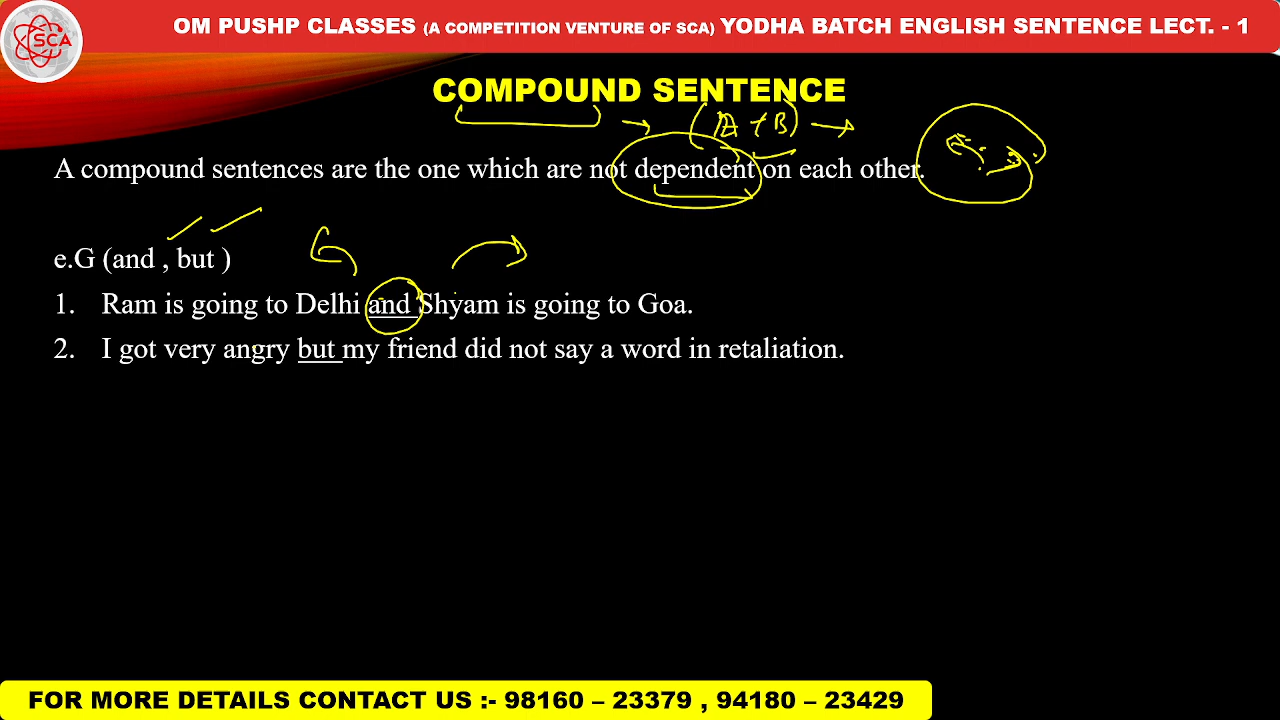 SCA
OM PUSHP CLASSES (A COMPETITION VENTURE OF SCA) YODHA BATCH ENGLISH SENTENCE LECT. - 1
COMPOUND SENTENCE
(A + B)
A compound sentences are the one which are not dependent on each other.
e.G (and , but )
1. Ram is going to Delhi and Shyam is going to Goa.
2. I got very angry but my friend did not say a word in retaliation.
FOR MORE DETAILS CONTACT US :- 98160 – 23379 , 94180 – 23429